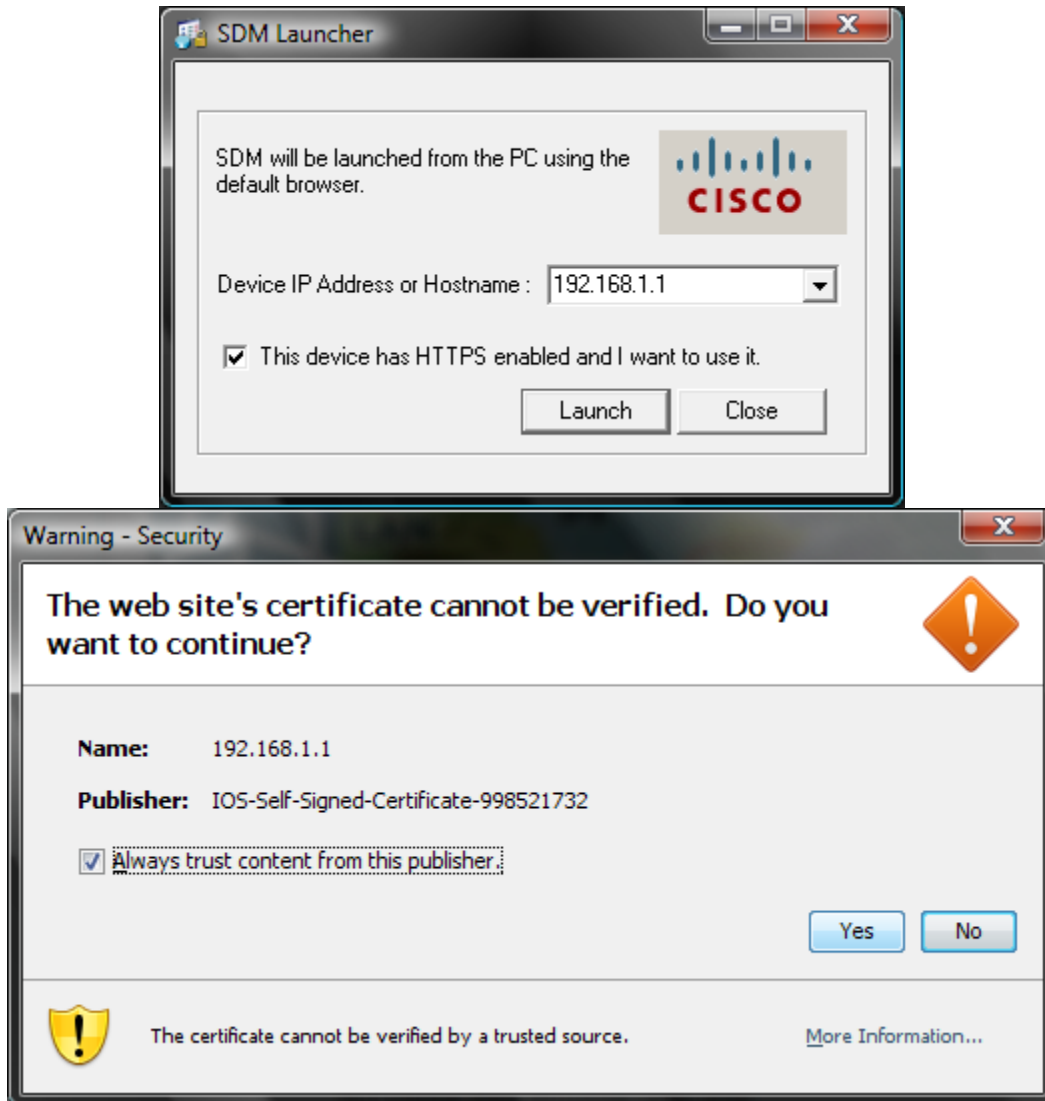 SDM Launcher
SDM will be launched from the PC using the
default browser.
CISCO
Device IP Address or Hostname : 192.168.1.1
This device has HTTPS enabled and I want to use it.
Launch Close
Warning - Security
The web site's certificate cannot be verified. Do you
want to continue?
Name: 192.168.1.1
Publisher: IOS-Self-Signed-Certificate-998521732
Always trust content from this publisher.
Yes No
The certificate cannot be verified by a trusted source. More Information...